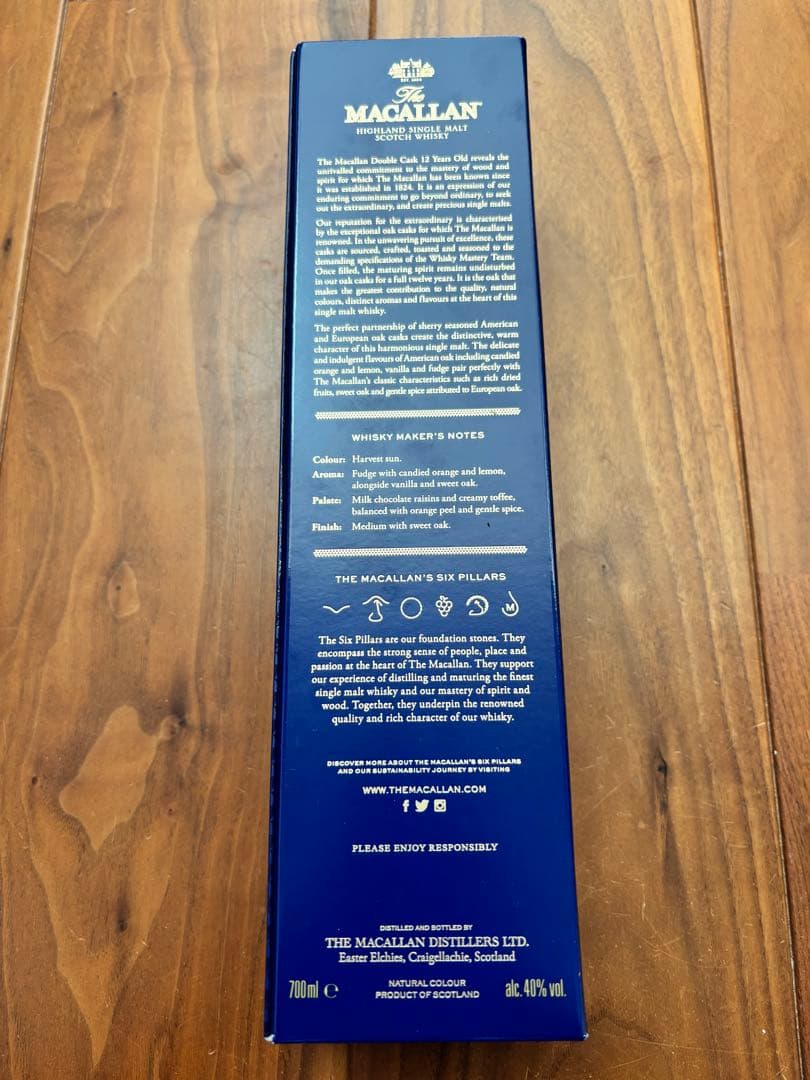 EST. 1824
The
MACALLAN
HIGHLAND SINGLE MALT
SCOTCH WHISKY
The Macallan Double Cask 12 Years Old reveals the
unrivalled commitment to the mastery of wood and
spirit for which The Macallan has been known since
it was established in 1824. It is an expression of our
enduring commitment to go beyond ordinary, to seek
out the extraordinary, and create precious single malts.
Our reputation for the extraordinary is characterised
by the exceptional oak casks for which The Macallan is
renowned. In the unwavering pursuit of excellence, these
casks are sourced, crafted, toasted and seasoned to the
demanding specifications of the Whisky Mastery Team.
Once filled, the maturing spirit remains undisturbed
in our oak casks for a full twelve years. It is the oak that
makes the greatest contribution to the quality, natural
colours, distinct aromas and flavours at the heart of this
single malt whisky.
The perfect partnership of sherry seasoned American
and European oak casks create the distinctive, warm
character of this harmonious single malt. The delicate
and indulgent flavours of American oak including candied
orange and lemon, vanilla and fudge pair perfectly with
The Macallan's classic characteristics such as rich dried
fruits, sweet oak and gentle spice attributed to European oak.
WHISKY MAKER'S NOTES
Colour: Harvest sun.
Aroma: Fudge with candied orange and lemon,
alongside vanilla and sweet oak.
Palate: Milk chocolate raisins and creamy toffee,
balanced with orange peel and gentle spice.
Finish: Medium with sweet oak.
THE MACALLAN'S SIX PILLARS
M
The Six Pillars are our foundation stones. They
encompass the strong sense of people, place and
passion at the heart of The Macallan. They support
our experience of distilling and maturing the finest
single malt whisky and our mastery of spirit and
wood. Together, they underpin the renowned
quality and rich character of our whisky.
DISCOVER MORE ABOUT THE MACALLAN'S SIX PILLARS
AND OUR SUSTAINABILITY JOURNEY BY VISITING
WWW.THEMACALLAN.COM
PLEASE ENJOY RESPONSIBLY
DISTILLED AND BOTTLED BY
THE MACALLAN DISTILLERS LTD.
Easter Elchies, Craigellachie, Scotland
700ml ℮ NATURAL COLOUR alc. 40% vol.
PRODUCT OF SCOTLAND